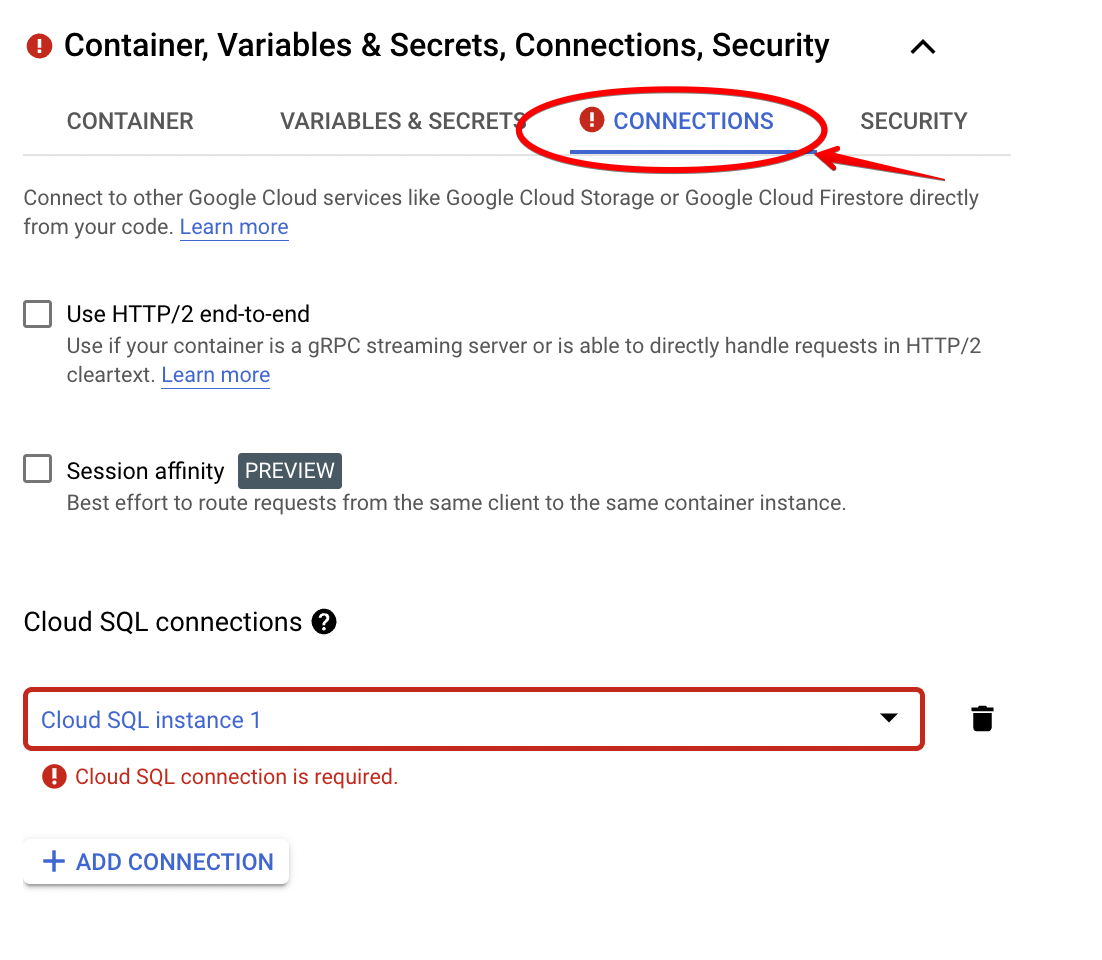 Container, Variables & Secrets, Connections, Security
CONTAINER VARIABLES & SECRETS CONNECTIONS SECURITY
Connect to other Google Cloud services like Google Cloud Storage or Google Cloud Firestore directly
from your code. Learn more
Use HTTP/2 end-to-end
Use if your container is a gRPC streaming server or is able to directly handle requests in HTTP/2
cleartext. Learn more
Session affinity PREVIEW
Best effort to route requests from the same client to the same container instance.
Cloud SQL connections
Cloud SQL instance 1
Cloud SQL connection is required.
ADD CONNECTION